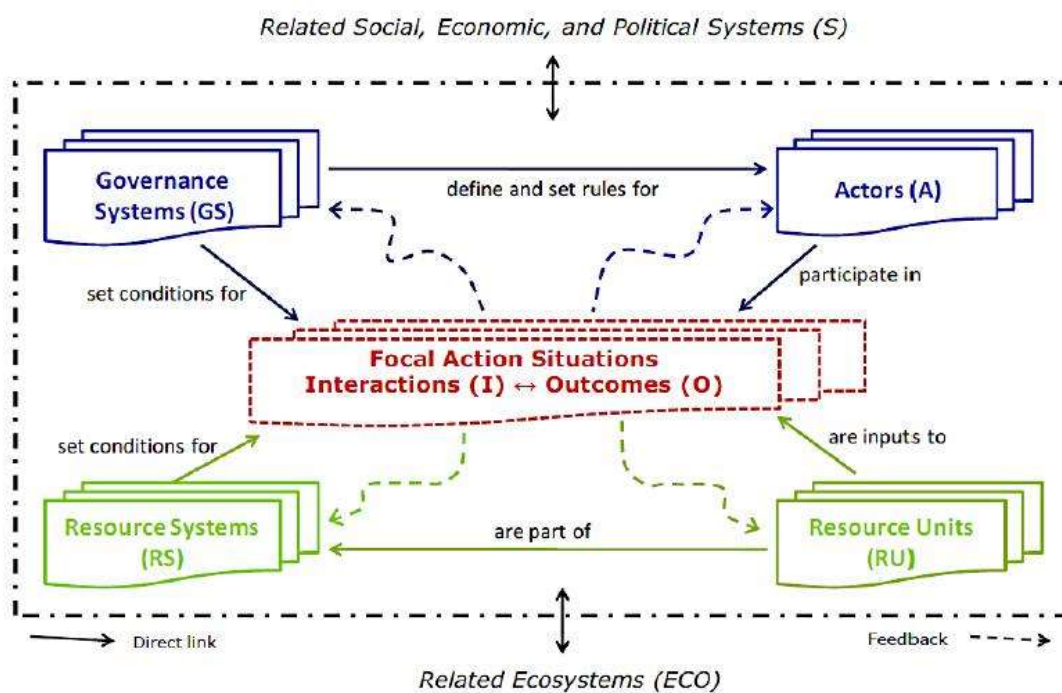 Related Social, Economic, and Political Systems (S)
Governance
Systems (GS)
define and set rules for
Actors (A)
set conditions for
participate in
Focal Action Situations
Interactions (I) ↔ Outcomes (O)
set conditions for
are inputs to
Resource Systems
(RS)
are part of
Resource Units
(RU)
Direct link
Feedback
Related Ecosystems (ECO)